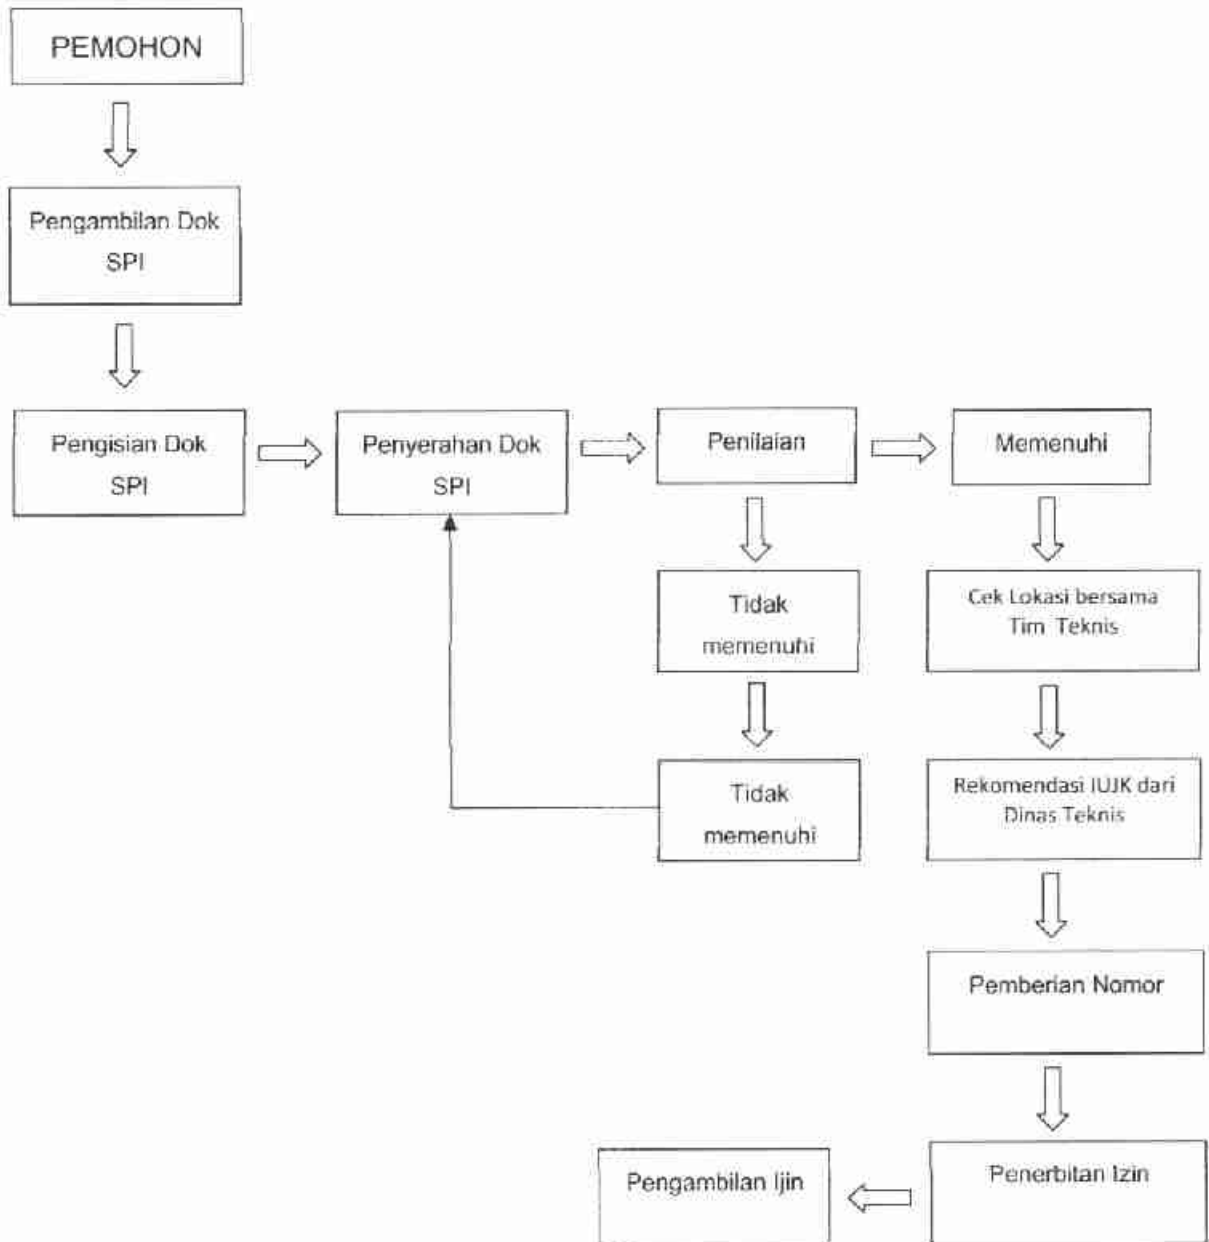 PEMOHON
Pengambilan Dok
SPI
Pengisian Dok
SPI
Penyerahan Dok
SPI
Penilaian
Memenuhi
Tidak
memenuhi
Cek Lokasi bersama
Tim Teknis
Tidak
memenuhi
Rekomendasi IUJK dari
Dinas Teknis
Pemberian Nomor
Penerbitan Izin
Pengambilan Ijin